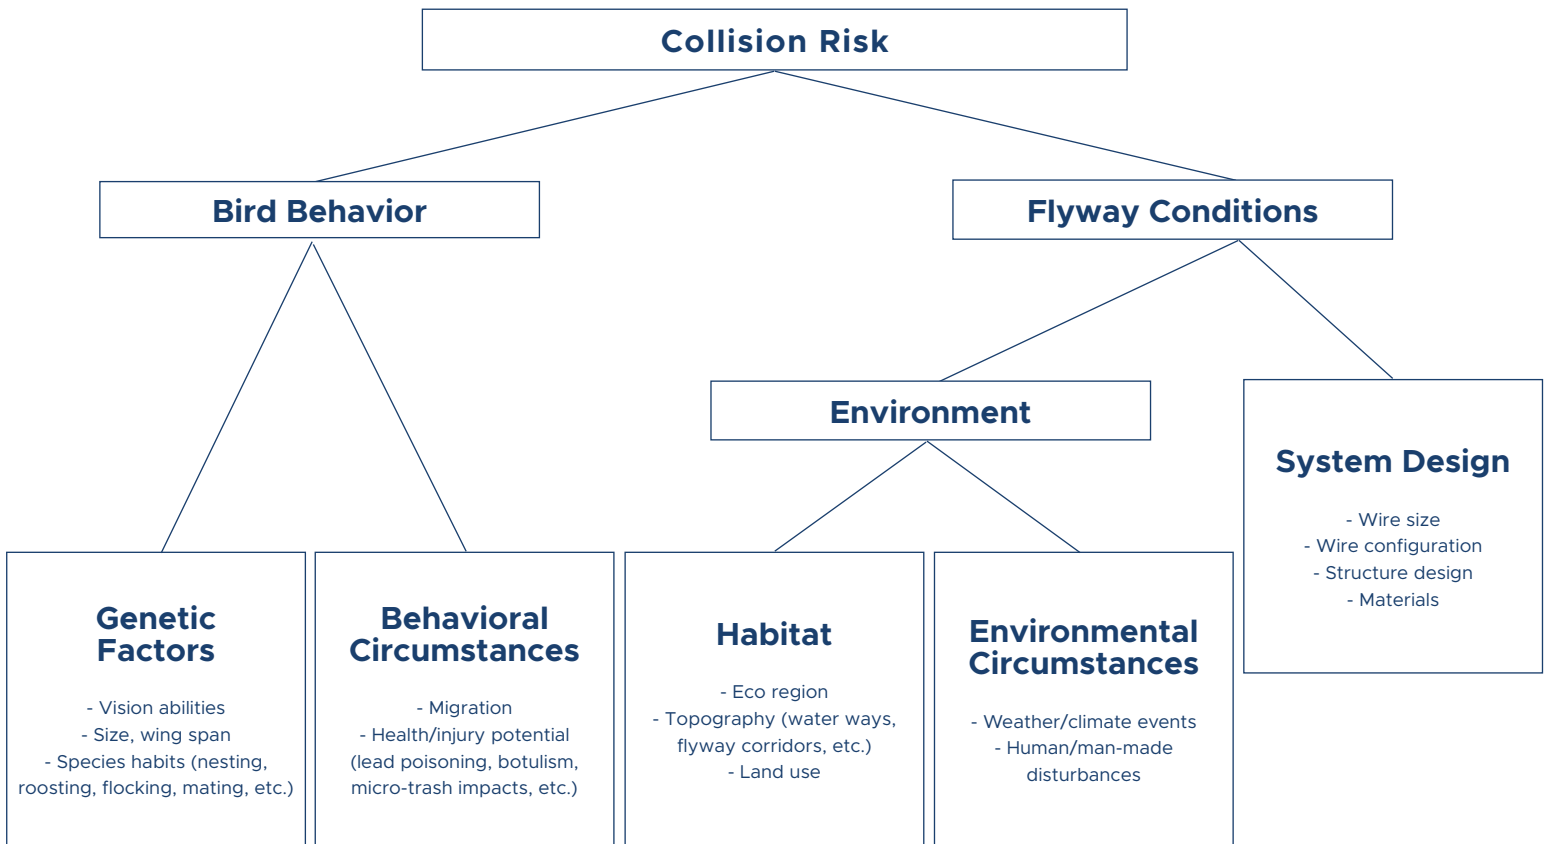 Collision Risk
Bird Behavior
Flyway Conditions
Environment
System Design
- Wire size
- Wire configuration
- Structure design
- Materials
Genetic
Factors
- Vision abilities
- Size, wing span
- Species habits (nesting,
roosting, flocking, mating, etc.)
Behavioral
Circumstances
- Migration
- Health/injury potential
(lead poisoning, botulism,
micro-trash impacts, etc.)
Habitat
- Eco region
- Topography (water ways,
flyway corridors, etc.)
- Land use
Environmental
Circumstances
- Weather/climate events
- Human/man-made
disturbances